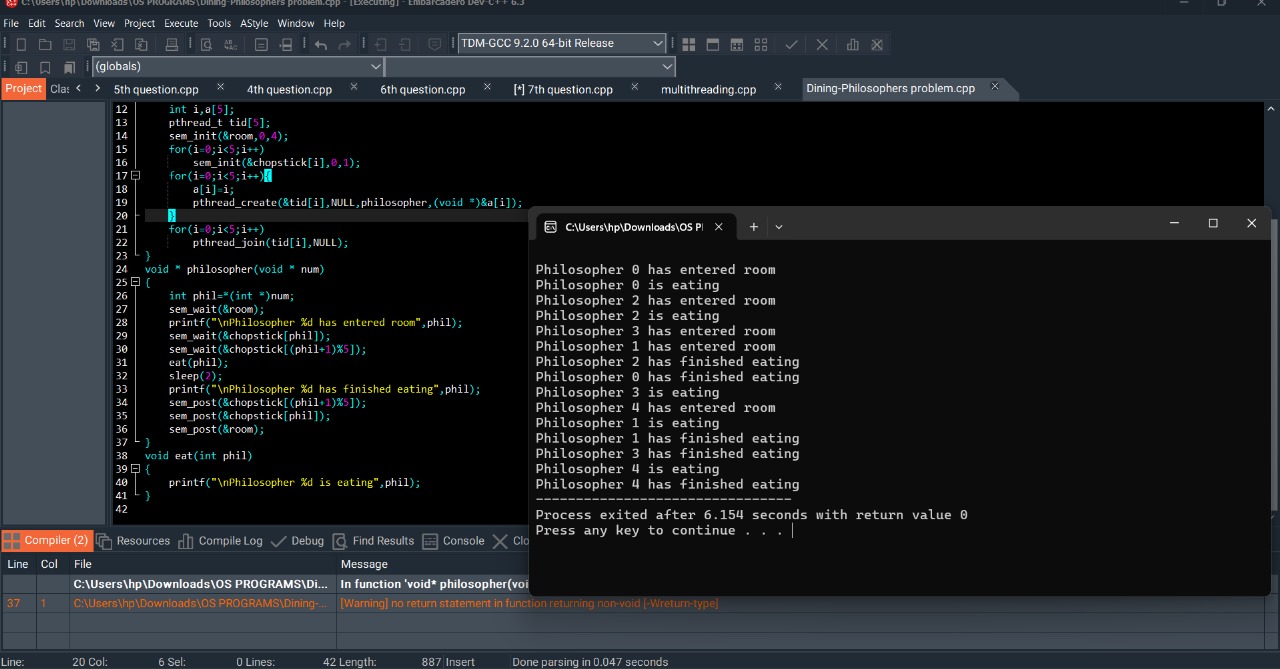 C:\Users\hp\Downloads\OS PROGRAMS\Dining-Philosophers problem.cpp - [Executing] - Embarcadero Dev-C++ 6.3
File Edit Search View Project Execute Tools AStyle Window Help
TDM-GCC 9.2.0 64-bit Release
(globals)
Project Clas 5th question.cpp 4th question.cpp 6th question.cpp [*] 7th question.cpp multithreading.cpp Dining-Philosophers problem.cpp
12 int i,a[5];
13 pthread_t tid[5];
14 sem_init(&room,0,4);
15 for(i=0;i<5;i++)
16 sem_init(&chopstick[i],0,1);
17 for(i=0;i<5;i++){
18 a[i]=i;
19 pthread_create(&tid[i],NULL,philosopher,(void *)&a[i]);
20 }
21 for(i=0;i<5;i++)
22 pthread_join(tid[i],NULL);
23 }
24 void * philosopher(void * num)
25 {
26 int phil=*(int *)num;
27 sem_wait(&room);
28 printf("\nPhilosopher %d has entered room",phil);
29 sem_wait(&chopstick[phil]);
30 sem_wait(&chopstick[(phil+1)%5]);
31 eat(phil);
32 sleep(2);
33 printf("\nPhilosopher %d has finished eating",phil);
34 sem_post(&chopstick[(phil+1)%5]);
35 sem_post(&chopstick[phil]);
36 sem_post(&room);
37 }
38 void eat(int phil)
39 {
40 printf("\nPhilosopher %d is eating",phil);
41 }
42
C:\Users\hp\Downloads\OS P
Philosopher 0 has entered room
Philosopher 0 is eating
Philosopher 2 has entered room
Philosopher 2 is eating
Philosopher 3 has entered room
Philosopher 1 has entered room
Philosopher 2 has finished eating
Philosopher 0 has finished eating
Philosopher 3 is eating
Philosopher 4 has entered room
Philosopher 1 is eating
Philosopher 1 has finished eating
Philosopher 3 has finished eating
Philosopher 4 is eating
Philosopher 4 has finished eating
--------------------------------
Process exited after 6.154 seconds with return value 0
Press any key to continue . . .
Compiler (2) Resources Compile Log Debug Find Results Console Clo
Line Col File Message
C:\Users\hp\Downloads\OS PROGRAMS\Di... In function 'void* philosopher(voi
37 1 C:\Users\hp\Downloads\OS PROGRAMS\Dining-... [Warning] no return statement in function returning non-void [-Wreturn-type]
Line: 20 Col: 6 Sel: 0 Lines: 42 Length: 887 Insert Done parsing in 0.047 seconds